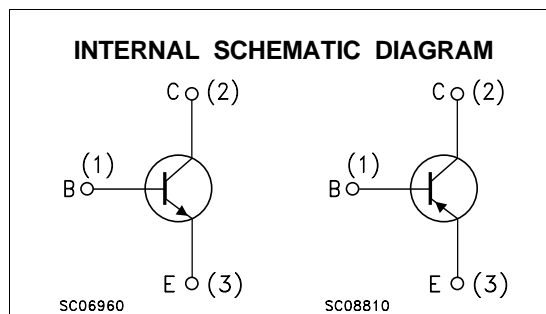 INTERNAL SCHEMATIC DIAGRAM
C (2) C (2)
(1) (1)
B B
E (3) E (3)
SC06960 SC08810